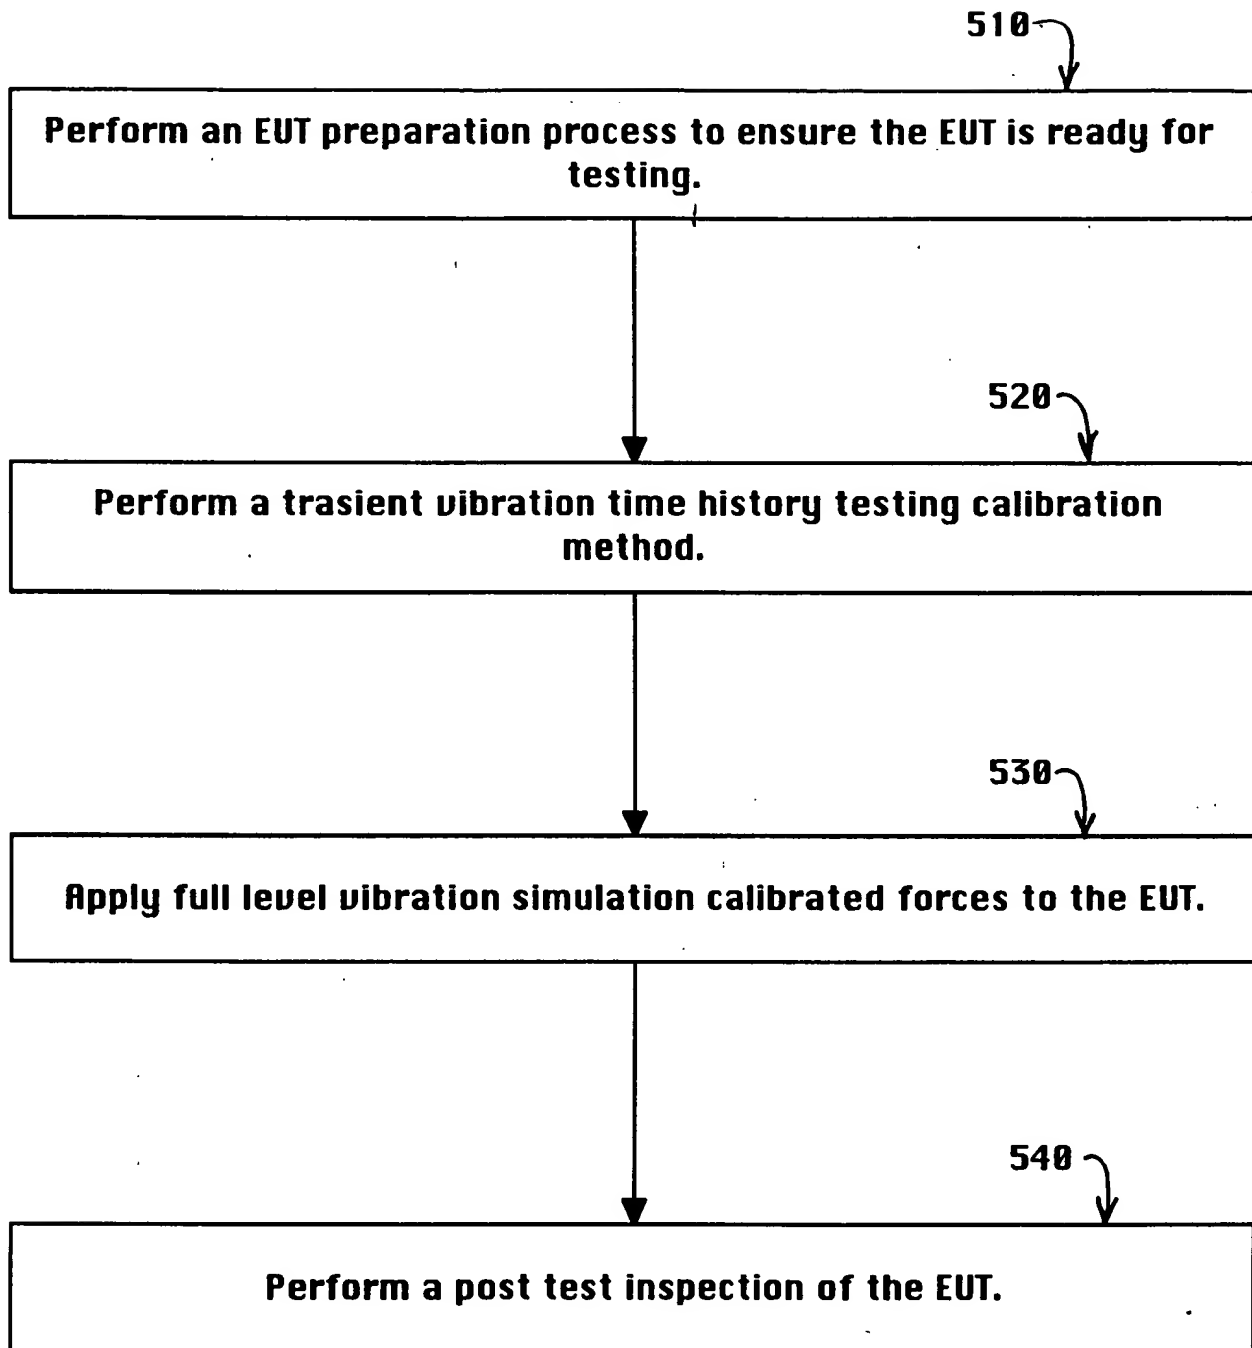 510
Perform an EUT preparation process to ensure the EUT is ready for
testing.
520
Perform a trasient vibration time history testing calibration
method.
530
Apply full level vibration simulation calibrated forces to the EUT.
540
Perform a post test inspection of the EUT.